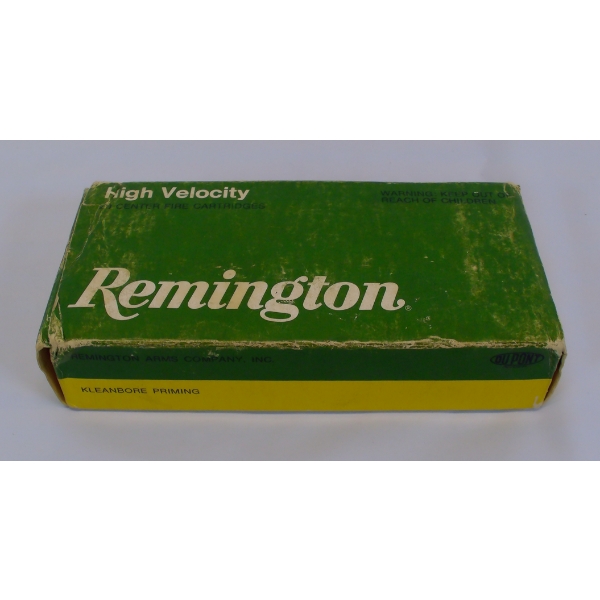 High Velocity
CENTER FIRE CARTRIDGES
WARNING: KEEP OUT OF
REACH OF CHILDREN
Remington®
REMINGTON ARMS COMPANY, INC.
DU PONT
KLEANBORE PRIMING